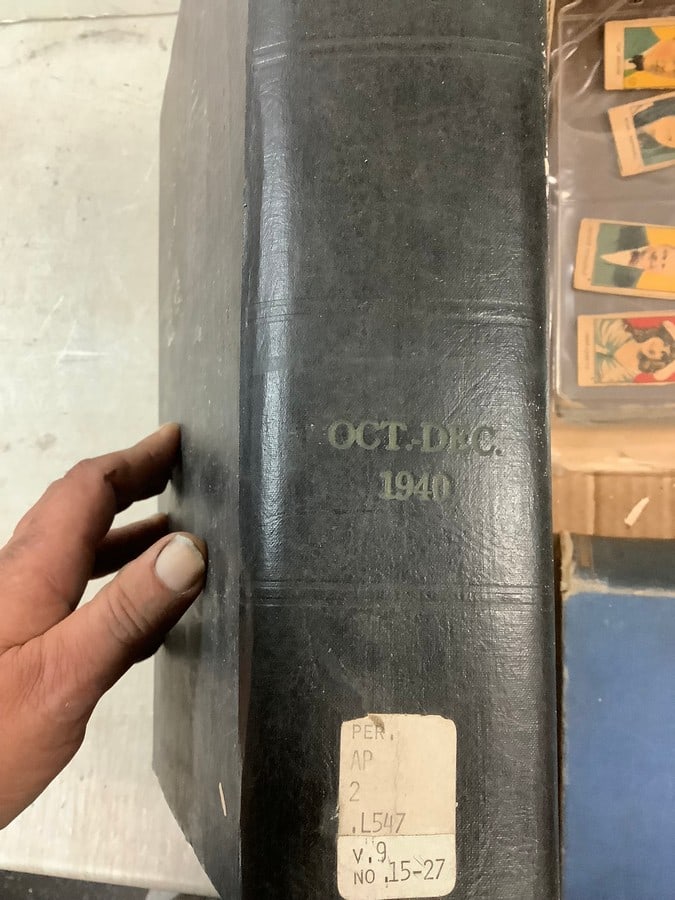 OCT.-DEC.
1940
PER.
AP
2
.L547
v.9
NO .15-27